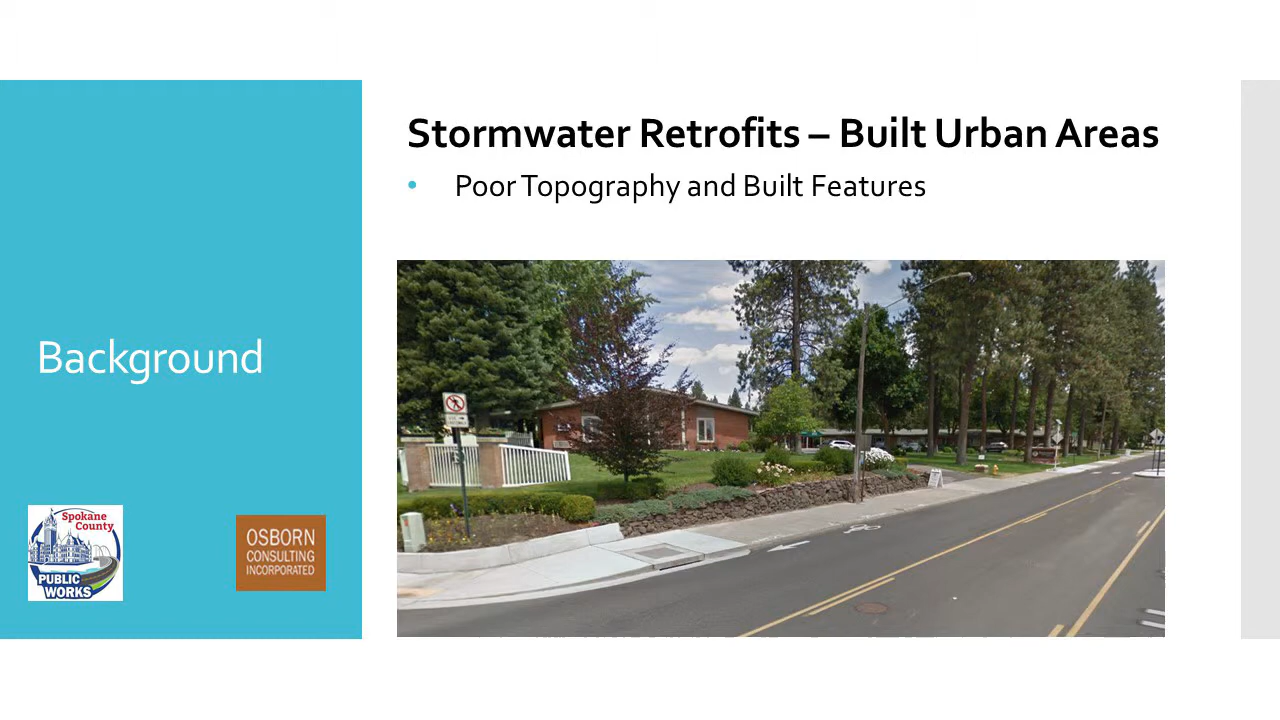 Stormwater Retrofits – Built Urban Areas
• Poor Topography and Built Features
Background
Spokane
County
PUBLIC
WORKS
OSBORN
CONSULTING
INCORPORATED